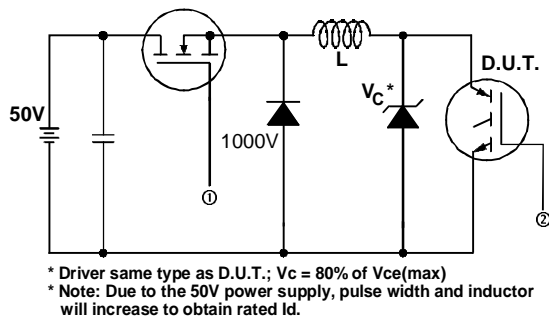 L
D.U.T.
VC *
50V
1000V
①
②
* Driver same type as D.U.T.; Vc = 80% of Vce(max)
* Note: Due to the 50V power supply, pulse width and inductor
will increase to obtain rated Id.